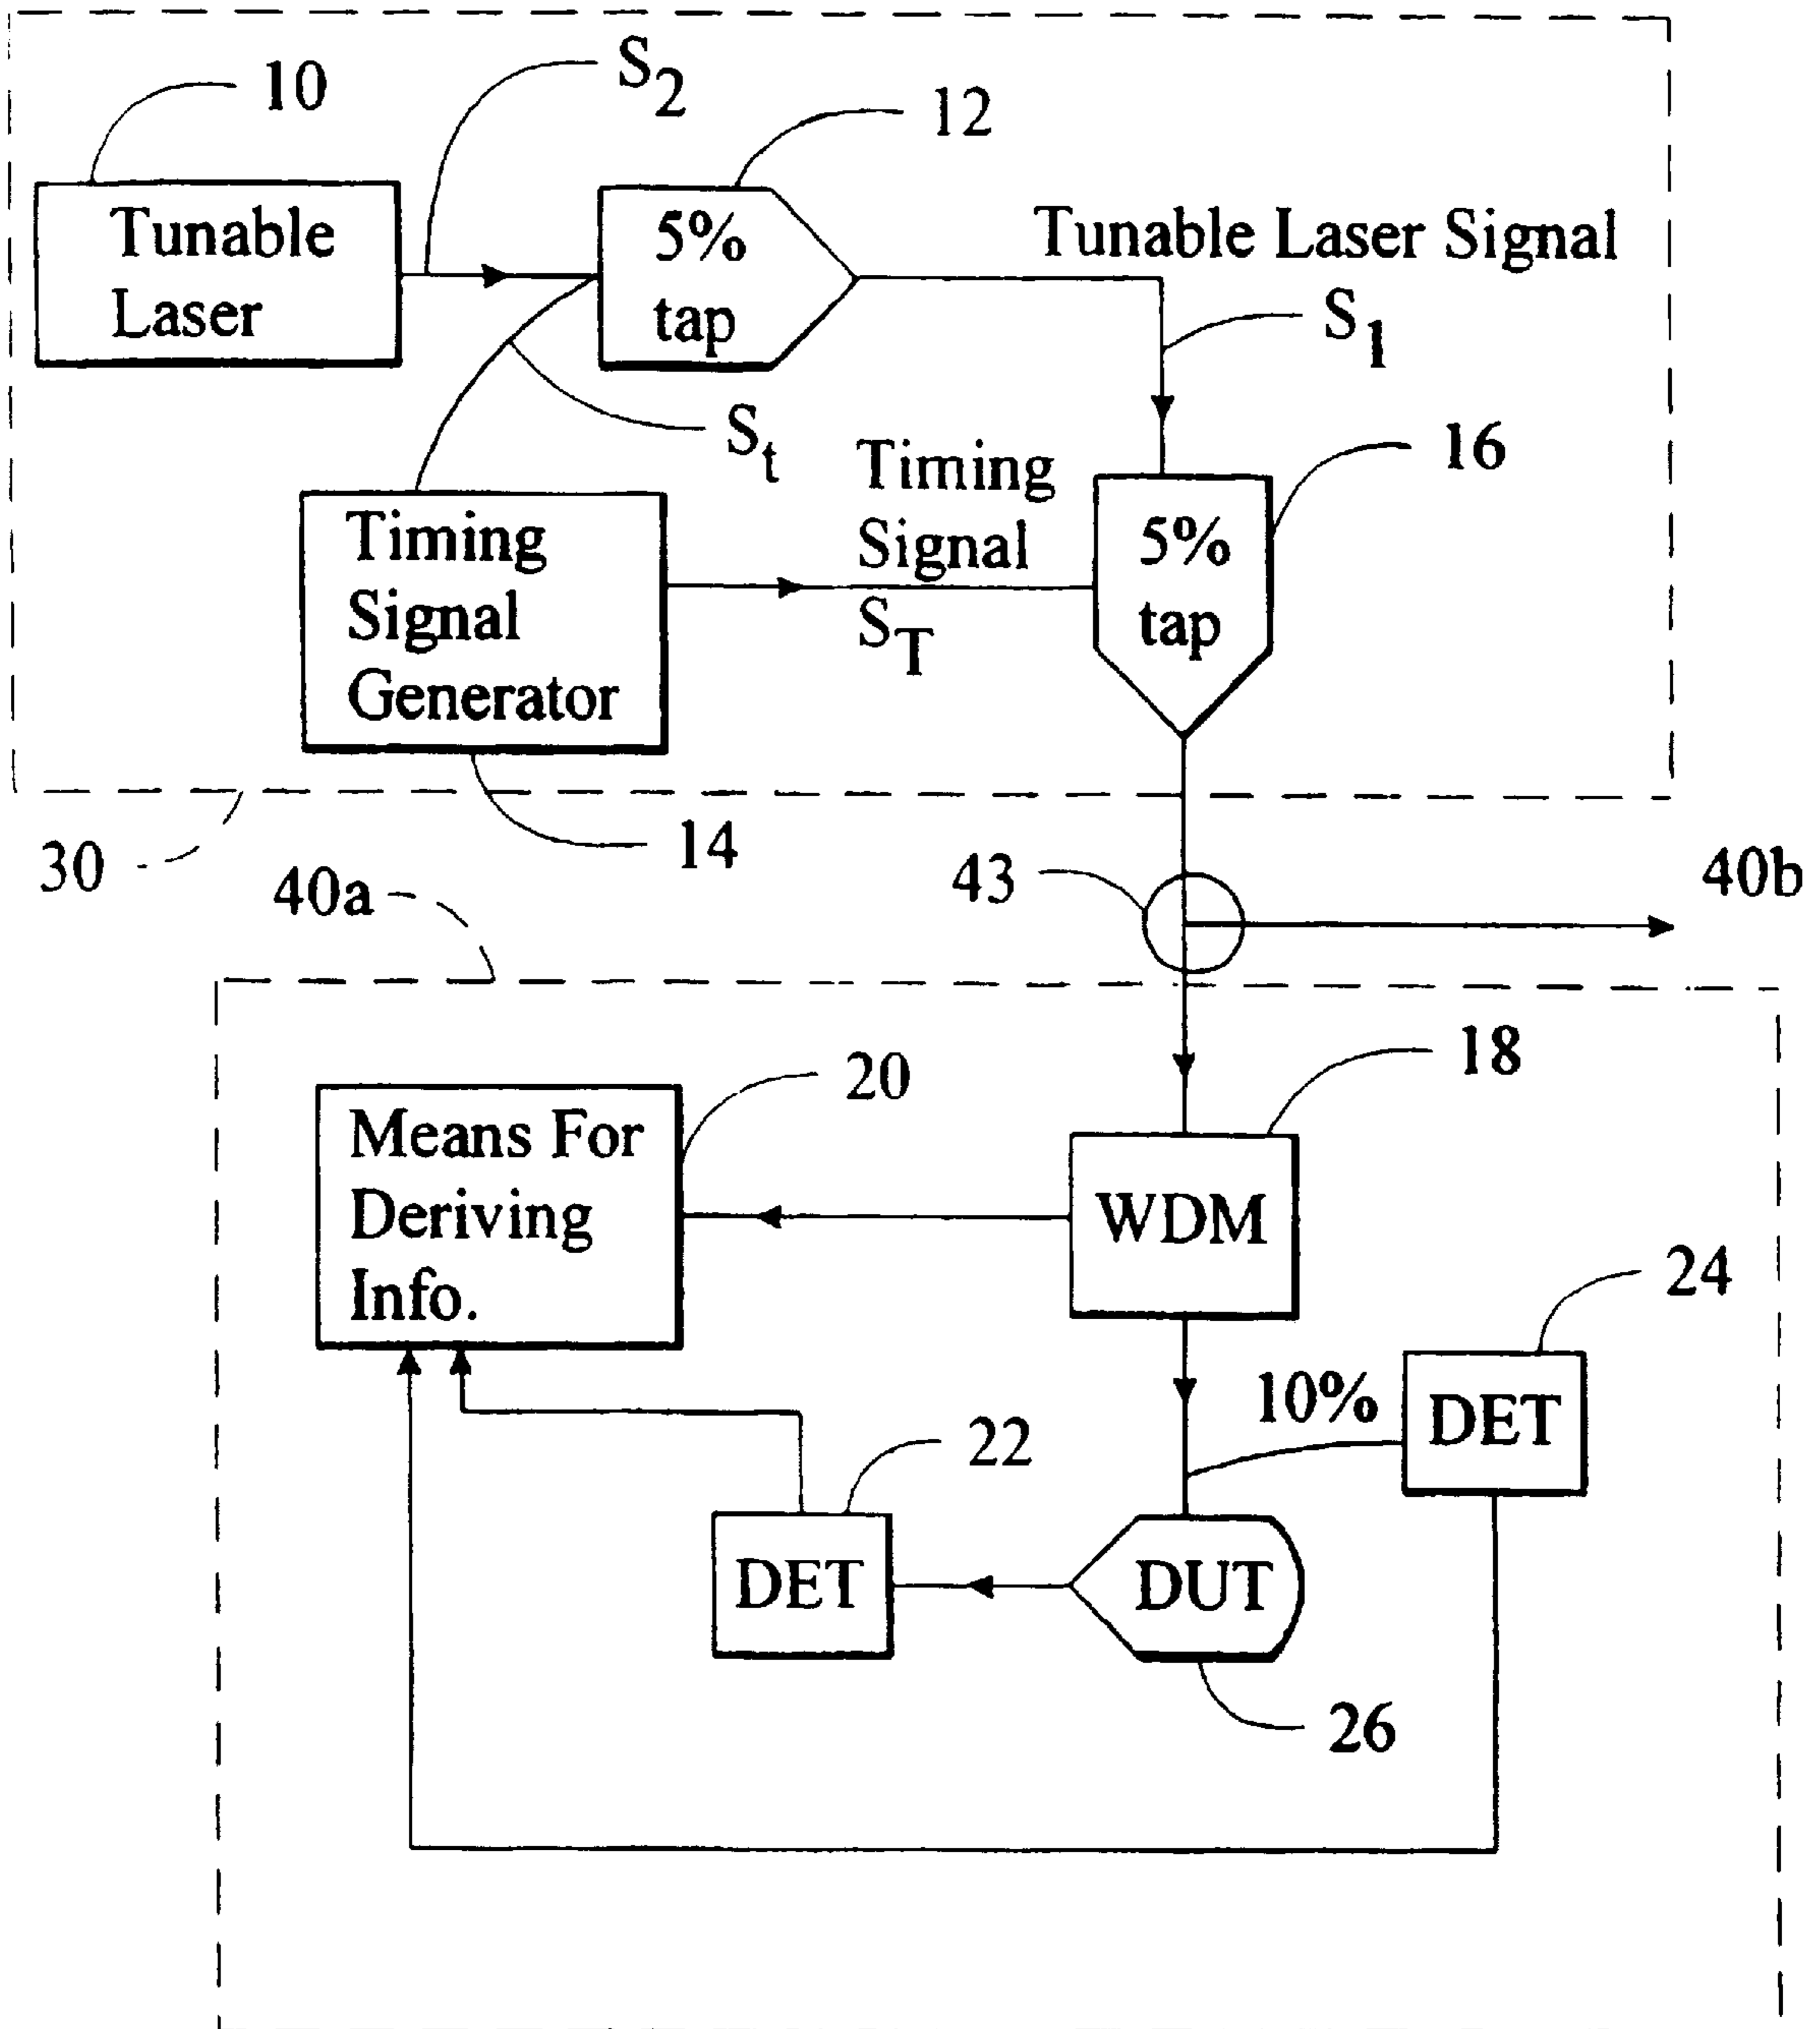 10
S2
12
Tunable
Laser
5%
tap
Tunable Laser Signal
S1
St
16
Timing
Signal
ST
Timing
Signal
Generator
5%
tap
14
30
40a
43
40b
18
20
Means For
Deriving
Info.
WDM
24
10%
DET
22
DET
DUT
26